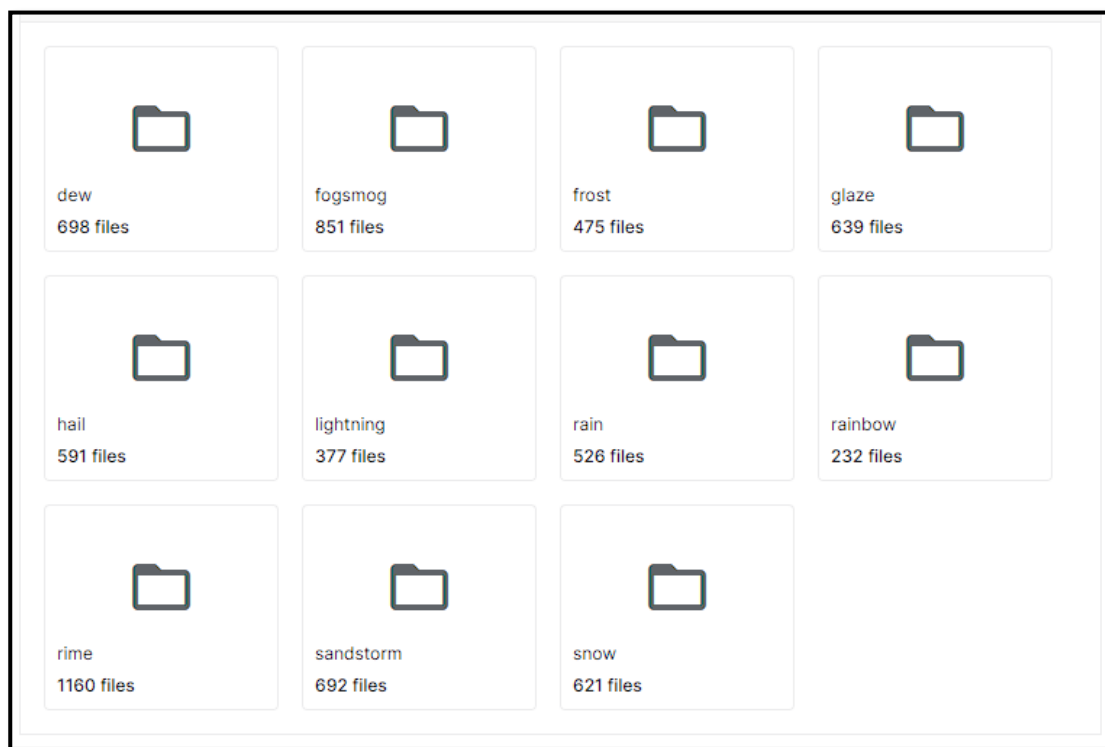 dew
698 files
fogsmog
851 files
frost
475 files
glaze
639 files
hail
591 files
lightning
377 files
rain
526 files
rainbow
232 files
rime
1160 files
sandstorm
692 files
snow
621 files